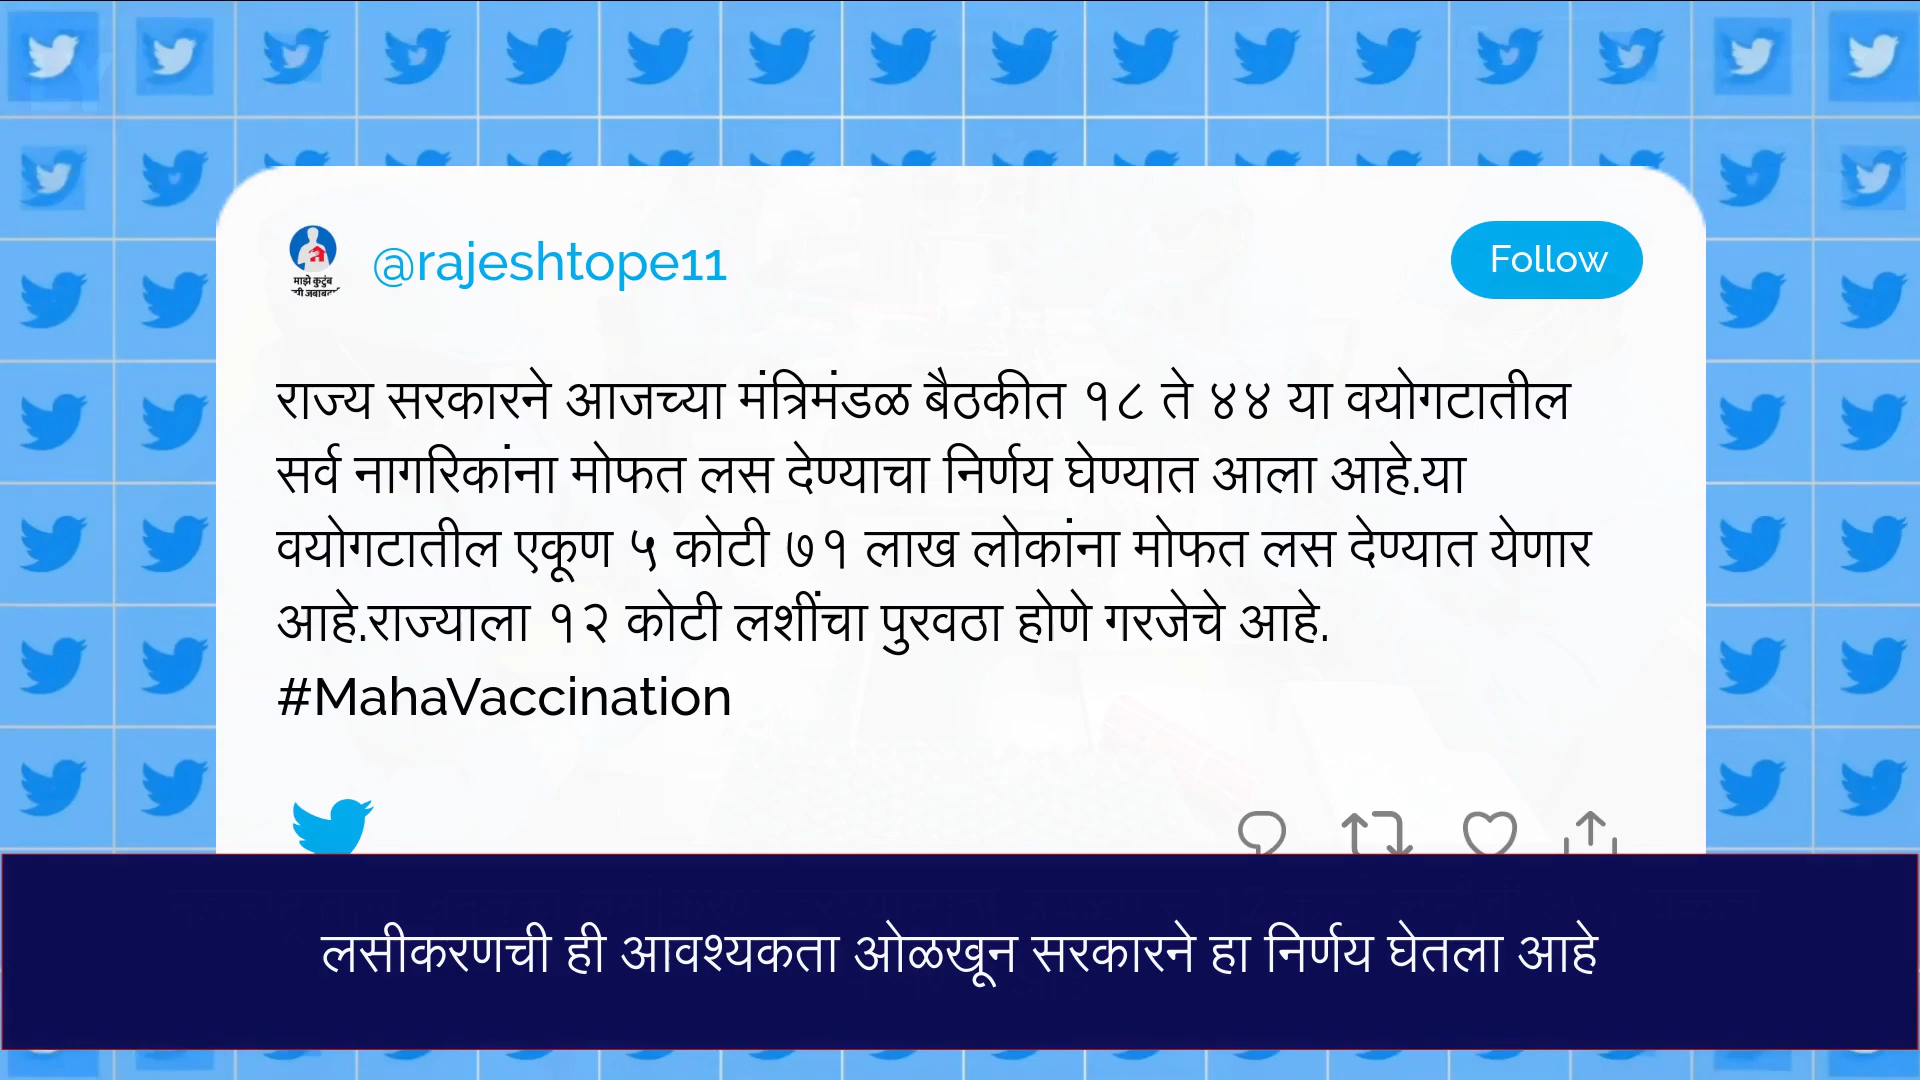 @rajeshtope11
Follow
माझे कुटुंब
राज्य सरकारने आजच्या मंत्रिमंडळ बैठकीत १८ ते ४४ या वयोगटातील
सर्व नागरिकांना मोफत लस देण्याचा निर्णय घेण्यात आला आहे.या
वयोगटातील एकूण ५ कोटी ७१ लाख लोकांना मोफत लस देण्यात येणार
आहे.राज्याला १२ कोटी लशींचा पुरवठा होणे गरजेचे आहे.
#MahaVaccination
लसीकरणची ही आवश्यकता ओळखून सरकारने हा निर्णय घेतला आहे